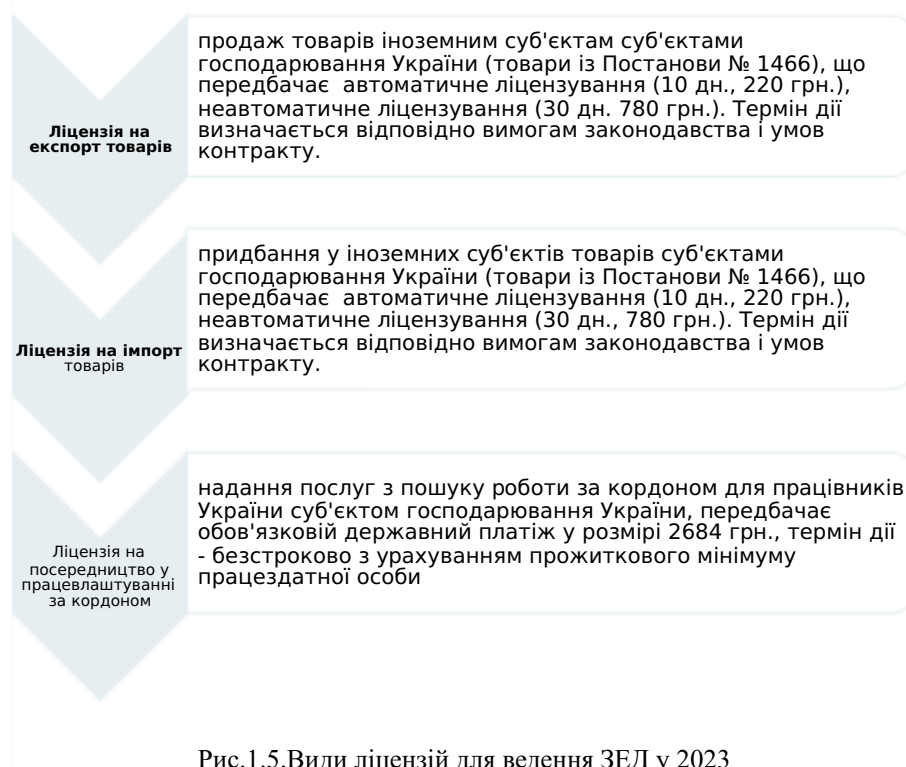 Ліцензія на
експорт товарів
продаж товарів іноземним суб'єктам суб'єктами
господарювання України (товари із Постанови № 1466), що
передбачає  автоматичне ліцензування (10 дн., 220 грн.),
неавтоматичне ліцензування (30 дн. 780 грн.). Термін дії
визначається відповідно вимогам законодавства і умов
контракту.
Ліцензія на імпорт
товарів
придбання у іноземних суб'єктів товарів суб'єктами
господарювання України (товари із Постанови № 1466), що
передбачає  автоматичне ліцензування (10 дн., 220 грн.),
неавтоматичне ліцензування (30 дн., 780 грн.). Термін дії
визначається відповідно вимогам законодавства і умов
контракту.
Ліцензія на
посередництво у
працевлаштуванні
за кордоном
надання послуг з пошуку роботи за кордоном для працівників
України суб'єктом господарювання України, передбачає
обов'язковій державний платіж у розмірі 2684 грн., термін дії
- безстроково з урахуванням прожиткового мінімуму
працездатної особи
Рис.1.5.Види ліцензій для ведення ЗЕД у 2023